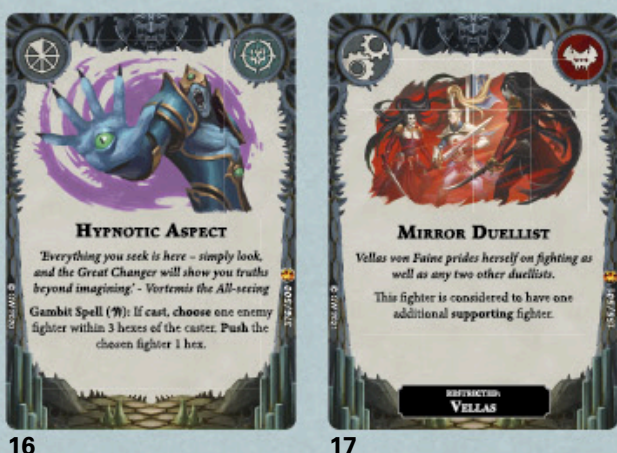 HYPNOTIC ASPECT
'Everything you seek is here – simply look,
and the Great Changer will show you truths
beyond imagining.' - Vortemis the All-seeing
Gambit Spell: If cast, choose one enemy
fighter within 3 hexes of the caster. Push the
chosen fighter 1 hex.
16
MIRROR DUELLIST
Vellas von Faine prides herself on fighting as
well as any two other duellists.
This fighter is considered to have one
additional supporting fighter.
RESTRICTED:
VELLAS
17